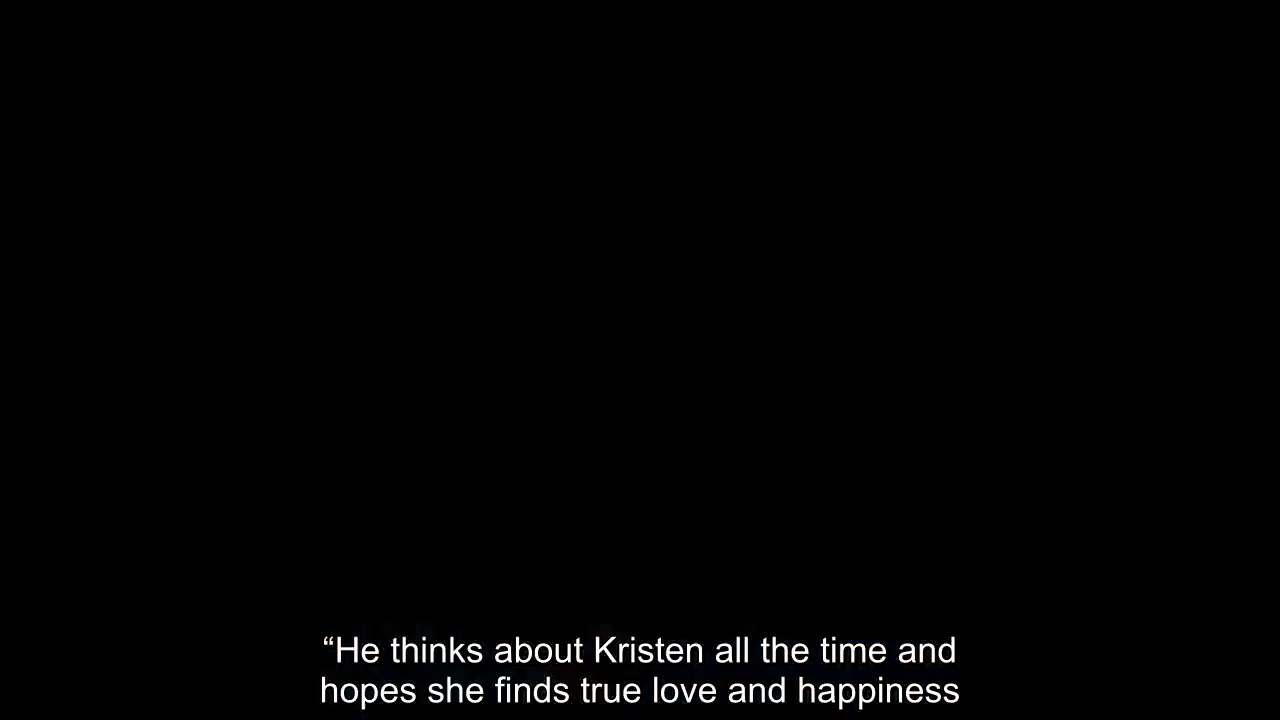 “He thinks about Kristen all the time and
hopes she finds true love and happiness